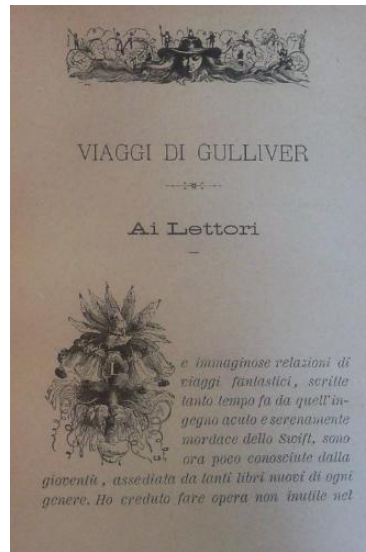 VIAGGI DI GULLIVER
Ai Lettori
e immaginose relazioni di
viaggi fantastici, scritte
tanto tempo fa da quell'in-
gegno acuto e serenamente
mordace dello Swift, sono
ora poco conosciute dalla
gioventù, assediata da tanti libri nuovi di ogni
genere. Ho creduto fare opera non inutile nel